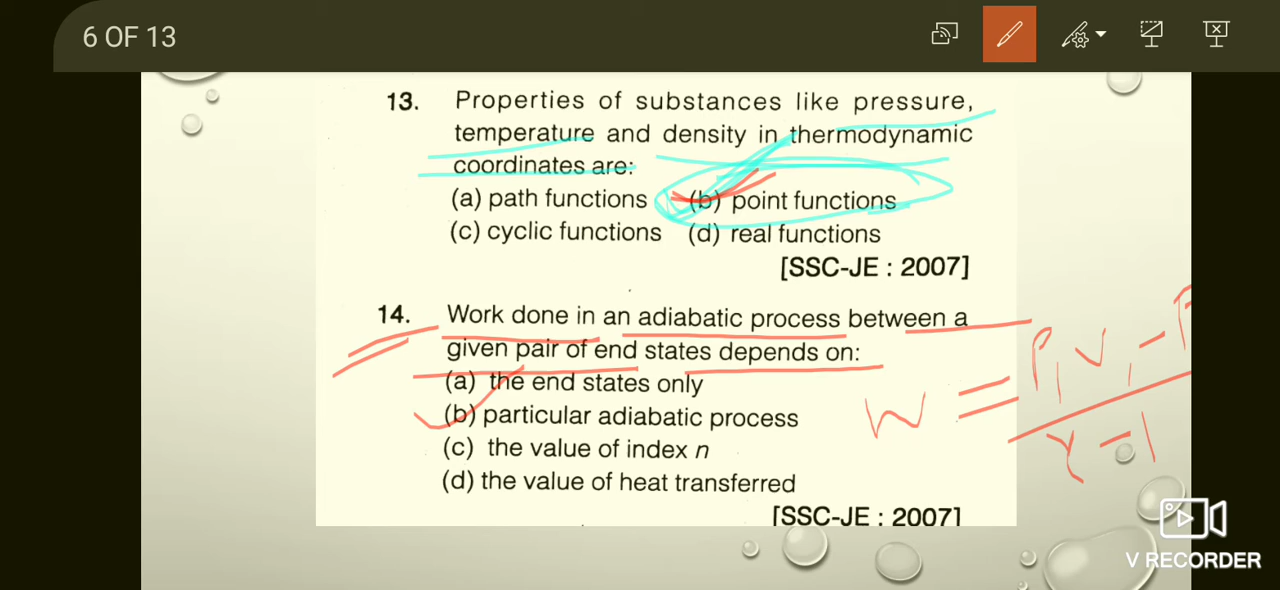 6 OF 13
13. Properties of substances like pressure,
temperature and density in thermodynamic
coordinates are:
(a) path functions (b) point functions
(c) cyclic functions (d) real functions
[SSC-JE : 2007]
14. Work done in an adiabatic process between a
given pair of end states depends on:
(a) the end states only
(b) particular adiabatic process
(c) the value of index n
(d) the value of heat transferred
[SSC-JE : 2007]
W = P₁V₁ - P
γ - 1
V RECORDER